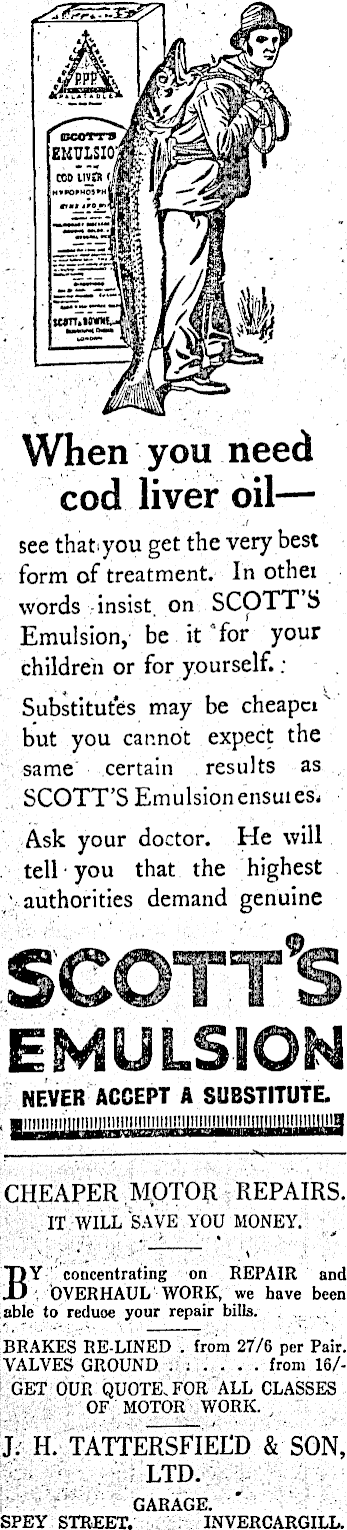 P.P.P.
PALATABLE
SCOTT'S
EMULSIO
COD LIVER
HYPOPHOSPH
SCOTT & BOWNE,
LONDON
When you need
cod liver oil—
see that you get the very best
form of treatment. In other
words insist on SCOTT'S
Emulsion, be it for your
children or for yourself.
Substitutes may be cheaper
but you cannot expect the
same certain results as
SCOTT'S Emulsion ensures.
Ask your doctor. He will
tell you that the highest
authorities demand genuine
SCOTT'S
EMULSION
NEVER ACCEPT A SUBSTITUTE.
CHEAPER MOTOR REPAIRS.
IT WILL SAVE YOU MONEY.
BY concentrating on REPAIR and
OVERHAUL WORK, we have been
able to reduce your repair bills.
BRAKES RE-LINED . from 27/6 per Pair.
VALVES GROUND . . . . . . from 16/-
GET OUR QUOTE FOR ALL CLASSES
OF MOTOR WORK.
J. H. TATTERSFIELD & SON,
LTD.
GARAGE.
SPEY STREET. INVERCARGILL.